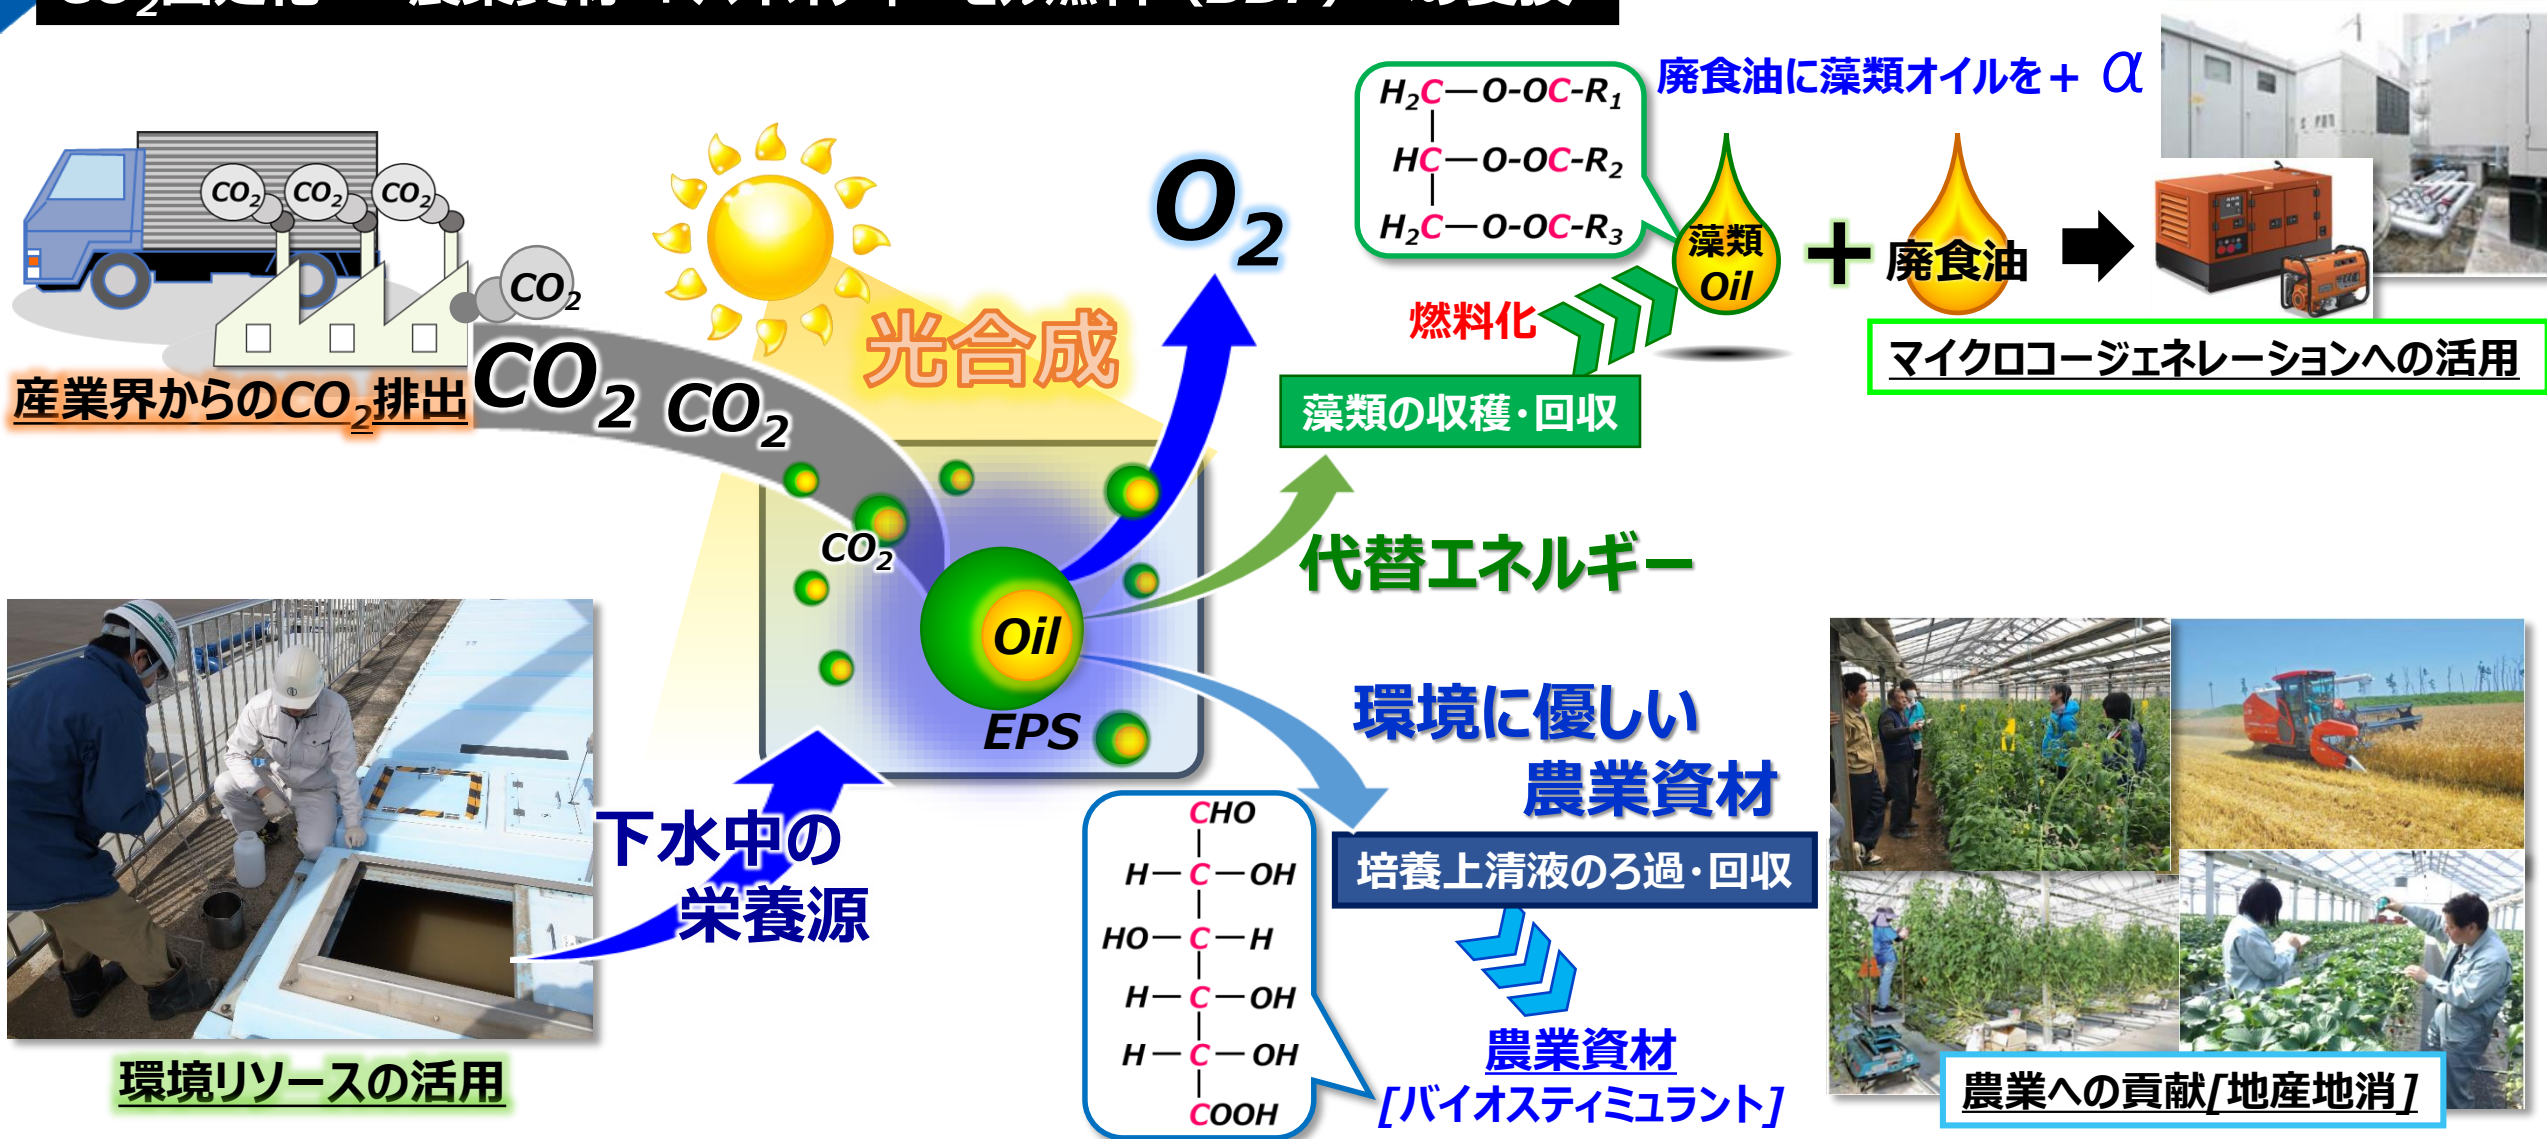 CO2 CO2 CO2
CO2
産業界からのCO2排出
CO2 CO2
光合成
O2
H2C—O-OC-R1
HC—O-OC-R2
H2C—O-OC-R3
廃食油に藻類オイルを+ α
藻類
Oil
+
廃食油
燃料化
マイクロコージェネレーションへの活用
藻類の収穫・回収
CO2
代替エネルギー
Oil
EPS
環境に優しい
農業資材
下水中の
栄養源
CHO
H—C—OH
HO—C—H
H—C—OH
H—C—OH
COOH
培養上清液のろ過・回収
農業資材
[バイオスティミュラント]
環境リソースの活用
農業への貢献[地産地消]